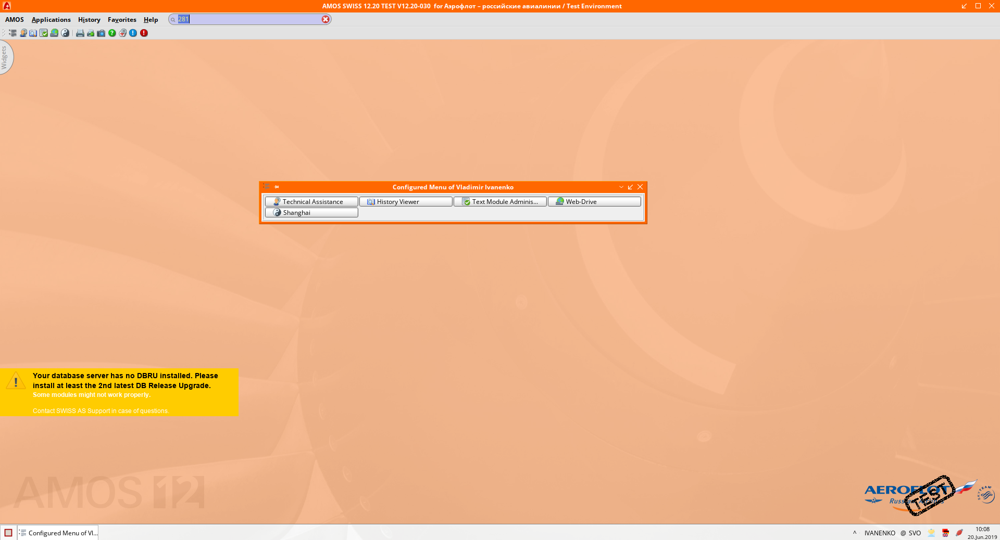 AMOS SWISS 12.20 TEST V12.20-030  for Аэрофлот – российские авиалинии / Test Environment
AMOS Applications History Favorites Help 281
Widgets
Configured Menu of Vladimir Ivanenko
Technical Assistance History Viewer Text Module Adminis... Web-Drive
Shanghai
Your database server has no DBRU installed. Please
install at least the 2nd latest DB Release Upgrade.
Some modules might not work properly.
Contact SWISS AS Support in case of questions.
AMOS 12
AEROFLOT
Russian Airlines
TEST
SKYTEAM
Configured Menu of Vl... ^ IVANENKO @ SVO 10:08
20.Jun.2019